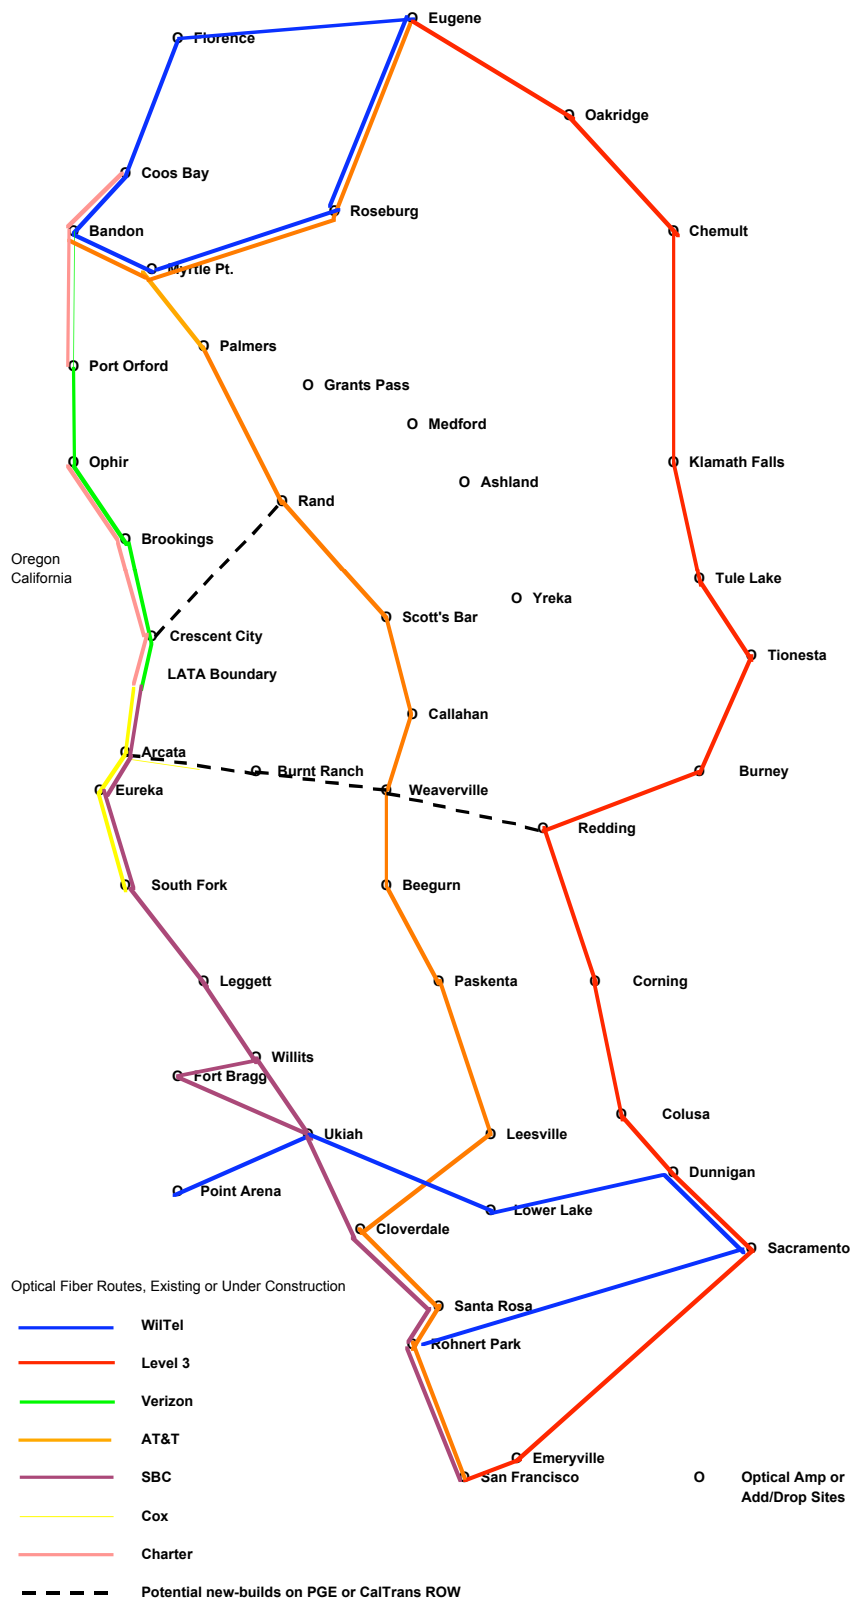 Eugene
Florence
Oakridge
Coos Bay
Roseburg
Bandon
Chemult
Myrtle Pt.
Palmers
Port Orford
Grants Pass
Medford
Ophir
Klamath Falls
Ashland
Rand
Brookings
Oregon
California
Tule Lake
Yreka
Scott's Bar
Crescent City
Tionesta
LATA Boundary
Callahan
Arcata
Burnt Ranch
Burney
Eureka
Weaverville
Redding
South Fork
Beegurn
Leggett
Paskenta
Corning
Willits
Fort Bragg
Colusa
Ukiah
Leesville
Dunnigan
Point Arena
Lower Lake
Cloverdale
Sacramento
Optical Fiber Routes, Existing or Under Construction
Santa Rosa
WilTel
Rohnert Park
Level 3
Verizon
AT&T
Emeryville
SBC
San Francisco
Optical Amp or
Add/Drop Sites
Cox
Charter
Potential new-builds on PGE or CalTrans ROW